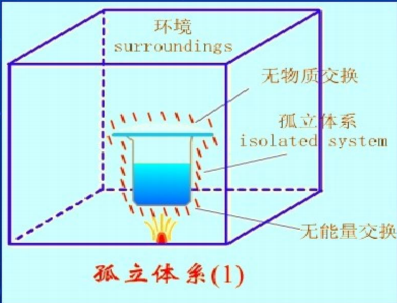 环境
surroundings
无物质交换
孤立体系
isolated system
无能量交换
孤立体系(1)